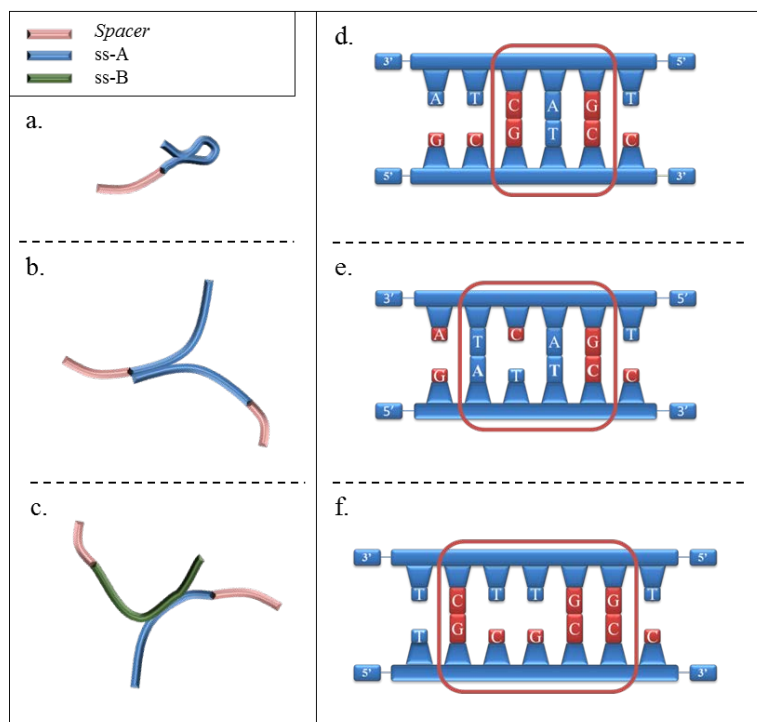 Spacer
ss-A
ss-B
a.
b.
c.
d.
3' 5'
A T C A G T
G C G T C C
5' 3'
e.
3' 5'
A T C A G T
G A T T C C
5' 3'
f.
3' 5'
T C T T G G T
T G C G C C C
5' 3'